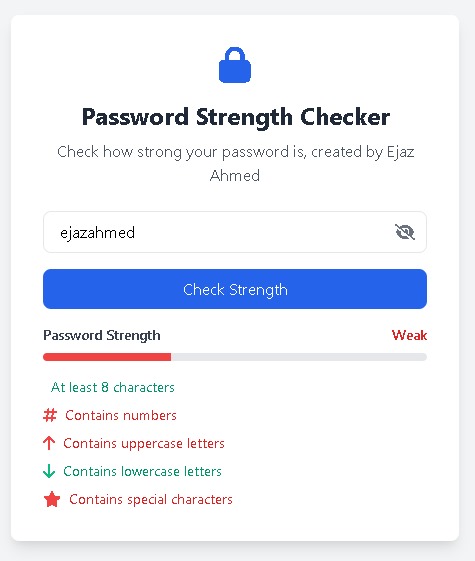 Password Strength Checker
Check how strong your password is, created by Ejaz
Ahmed
ejazahmed
Check Strength
Password Strength Weak
At least 8 characters
Contains numbers
Contains uppercase letters
Contains lowercase letters
Contains special characters